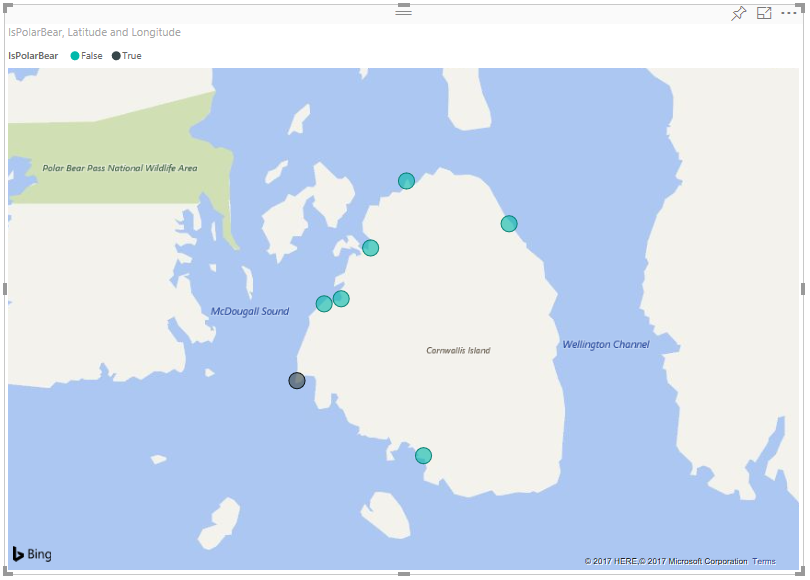 IsPolarBear, Latitude and Longitude
IsPolarBear False True
Polar Bear Pass National Wildlife Area
McDougall Sound
Wellington Channel
Cornwallis Island
Bing
© 2017 HERE,© 2017 Microsoft Corporation Terms